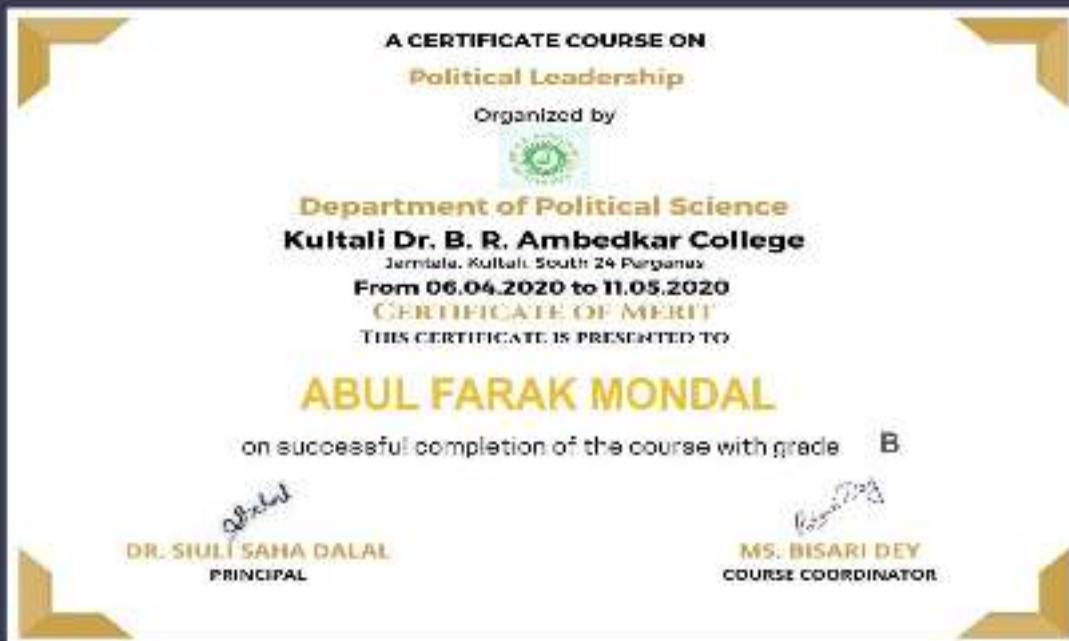 A CERTIFICATE COURSE ON
Political Leadership
Organized by
Department of Political Science
Kultali Dr. B. R. Ambedkar College
Jamtala, Kultali, South 24 Parganas
From 06.04.2020 to 11.05.2020
CERTIFICATE OF MERIT
THIS CERTIFICATE IS PRESENTED TO
ABUL FARAK MONDAL
on successful completion of the course with grade B
DR. SIULI SAHA DALAL
PRINCIPAL
MS. BISARI DEY
COURSE COORDINATOR